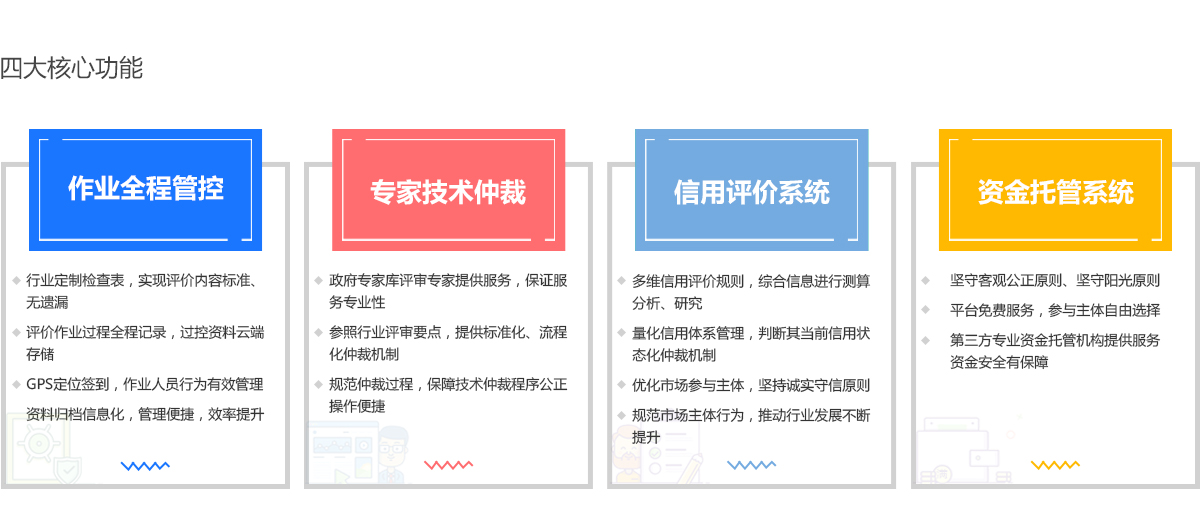 四大核心功能
作业全程管控
行业定制检查表，实现评价内容标准、
无遗漏
评价作业过程全程记录，过控资料云端
存储
GPS定位签到，作业人员行为有效管理
资料归档信息化，管理便捷，效率提升
专家技术仲裁
政府专家库评审专家提供服务，保证服
务专业性
参照行业评审要点，提供标准化、流程
化仲裁机制
规范仲裁过程，保障技术仲裁程序公正
操作便捷
信用评价系统
多维信用评价规则，综合信息进行测算
分析、研究
量化信用体系管理，判断其当前信用状
态化仲裁机制
优化市场参与主体，坚持诚实守信原则
规范市场主体行为，推动行业发展不断
提升
资金托管系统
坚守客观公正原则、坚守阳光原则
平台免费服务，参与主体自由选择
第三方专业资金托管机构提供服务
资金安全有保障